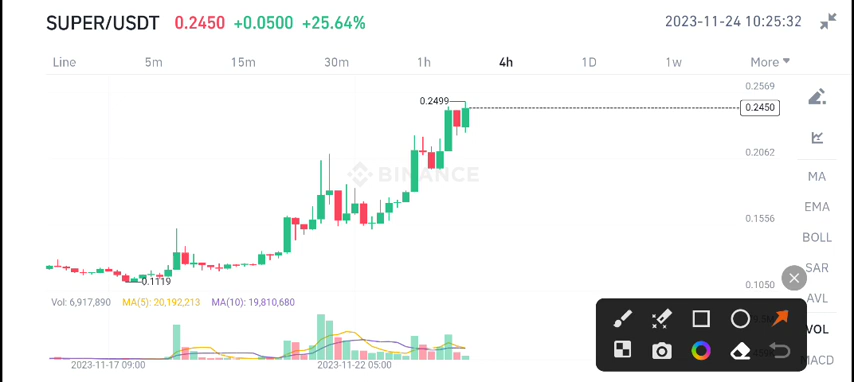 SUPER/USDT 0.2450 +0.0500 +25.64% 2023-11-24 10:25:32
Line 5m 15m 30m 1h 4h 1D 1w More
0.2569
0.2499
0.2450
0.2062
BINANCE
MA
EMA
0.1556
BOLL
SAR
0.1119
0.1050
AVL
Vol: 6,917,890 MA(5): 20,192,213 MA(10): 19,810,680
VOL
MACD
2023-11-17 09:00 2023-11-22 05:00